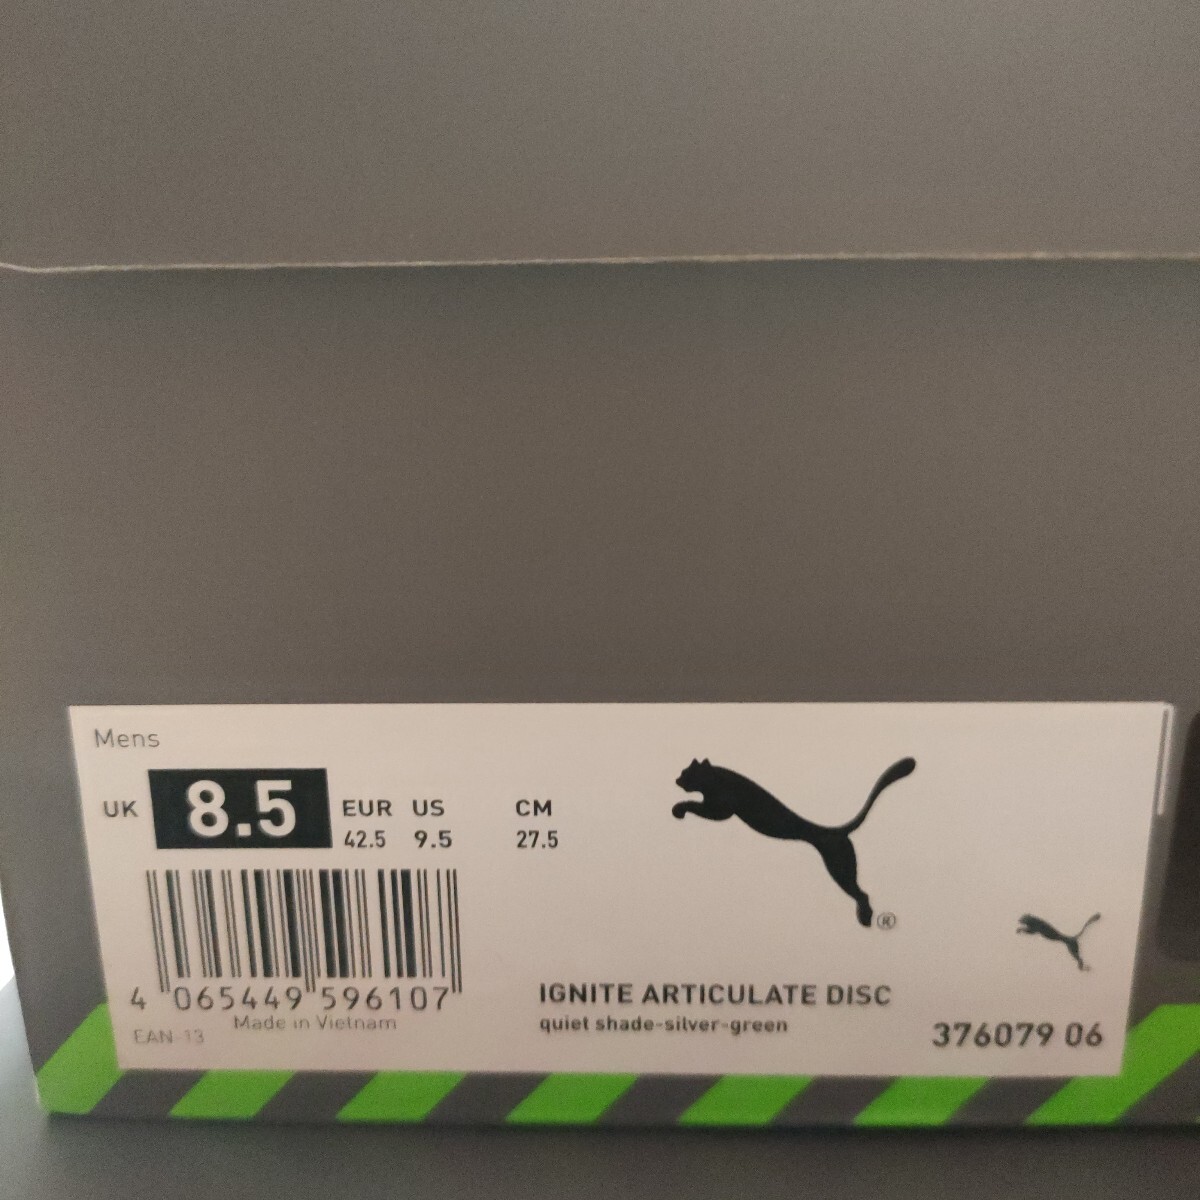 Mens
UK 8.5 EUR US CM
42.5 9.5 27.5
4 065449 596107
Made in Vietnam
EAN-13
®
IGNITE ARTICULATE DISC
quiet shade-silver-green
376079 06